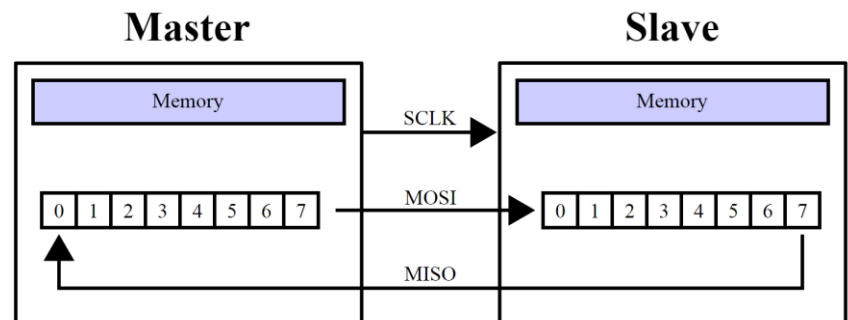 Master Slave
Memory Memory
SCLK
0 1 2 3 4 5 6 7 MOSI 0 1 2 3 4 5 6 7
MISO